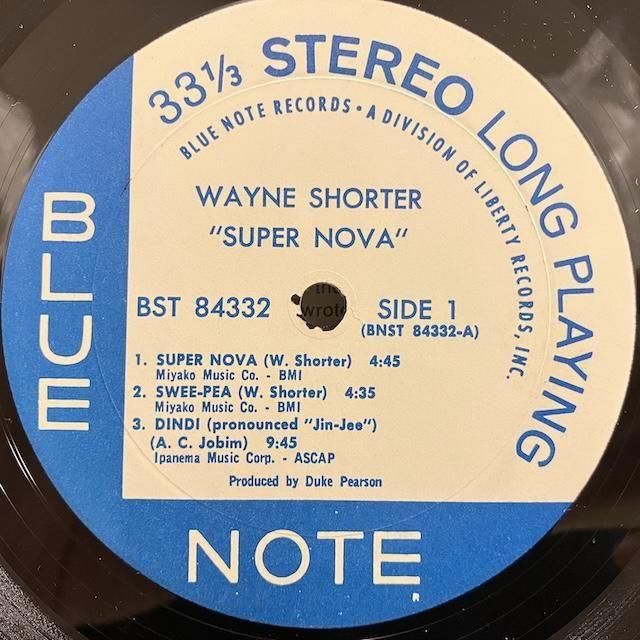 33⅓ STEREO LONG PLAYING
BLUE NOTE RECORDS • A DIVISION OF LIBERTY RECORDS, INC.
WAYNE SHORTER
"SUPER NOVA"
BST 84332
SIDE 1
(BNST 84332-A)
the
wrote
1. SUPER NOVA (W. Shorter) 4:45
Miyako Music Co. - BMI
2. SWEE-PEA (W. Shorter) 4:35
Miyako Music Co. - BMI
3. DINDI (pronounced "Jin-Jee")
(A. C. Jobim) 9:45
Ipanema Music Corp. - ASCAP
Produced by Duke Pearson
BLUE
NOTE